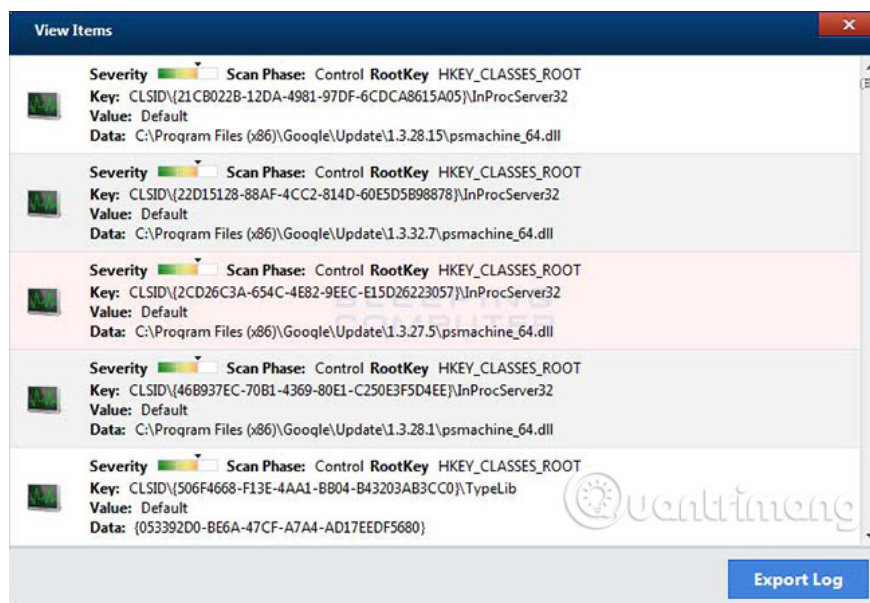 View Items
Severity Scan Phase: Control RootKey HKEY_CLASSES_ROOT
Key: CLSID\{21CB022B-12DA-4981-97DF-6CDCA8615A05}\InProcServer32
Value: Default
Data: C:\Program Files (x86)\Google\Update\1.3.28.15\psmachine_64.dll
Severity Scan Phase: Control RootKey HKEY_CLASSES_ROOT
Key: CLSID\{22D15128-88AF-4CC2-814D-60E5D5B98878}\InProcServer32
Value: Default
Data: C:\Program Files (x86)\Google\Update\1.3.32.7\psmachine_64.dll
Severity Scan Phase: Control RootKey HKEY_CLASSES_ROOT
Key: CLSID\{2CD26C3A-654C-4E82-9EEC-E15D26223057}\InProcServer32
Value: Default
Data: C:\Program Files (x86)\Google\Update\1.3.27.5\psmachine_64.dll
BLEEPING
COMPUTER
Severity Scan Phase: Control RootKey HKEY_CLASSES_ROOT
Key: CLSID\{46B937EC-70B1-4369-80E1-C250E3F5D4EE}\InProcServer32
Value: Default
Data: C:\Program Files (x86)\Google\Update\1.3.28.1\psmachine_64.dll
Severity Scan Phase: Control RootKey HKEY_CLASSES_ROOT
Key: CLSID\{506F4668-F13E-4AA1-BB04-B43203AB3CC0}\TypeLib
Value: Default
Data: {053392D0-BE6A-47CF-A7A4-AD17EEDF5680}
Quantrimang
Export Log